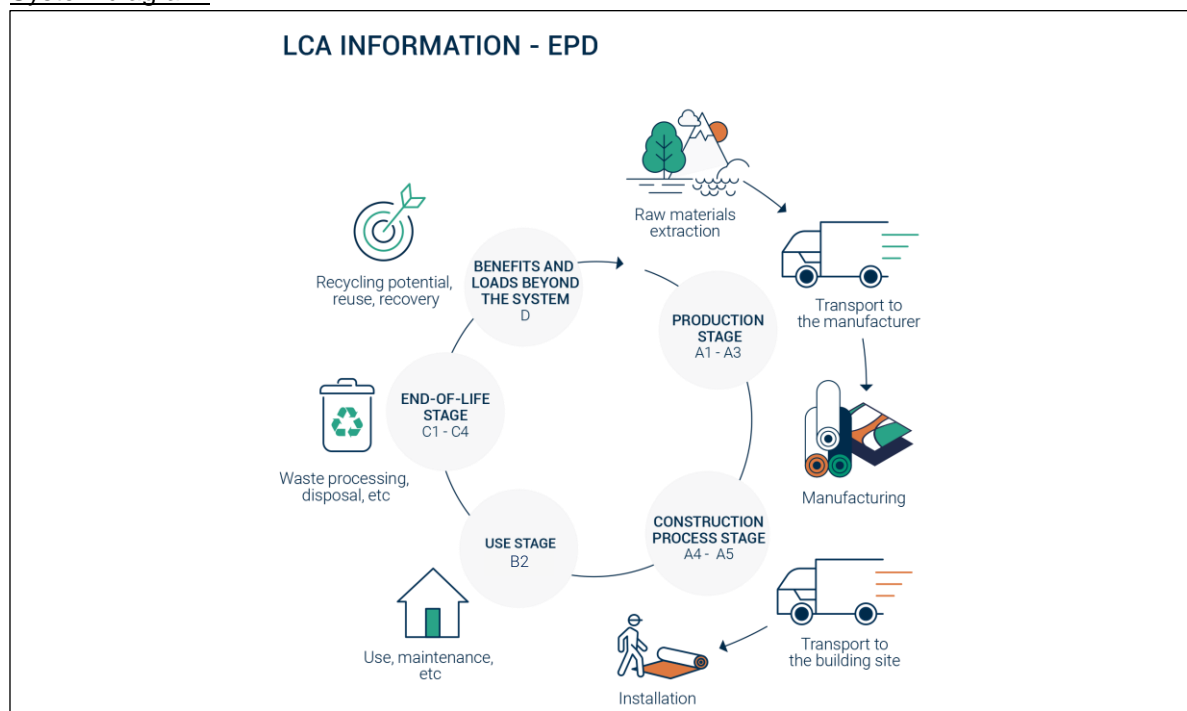 LCA INFORMATION - EPD
Raw materials
extraction
Transport to
the manufacturer
Manufacturing
Recycling potential,
reuse, recovery
BENEFITS AND
LOADS BEYOND
THE SYSTEM
D
PRODUCTION
STAGE
A1 - A3
END-OF-LIFE
STAGE
C1 - C4
Waste processing,
disposal, etc
USE STAGE
B2
CONSTRUCTION
PROCESS STAGE
A4 - A5
Use, maintenance,
etc
Installation
Transport to
the building site